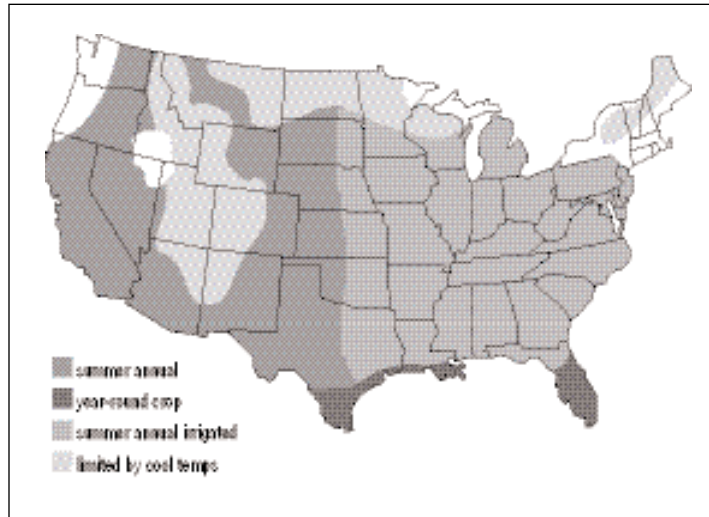 summer annual
year-round crop
summer annual irrigated
limited by cool temps